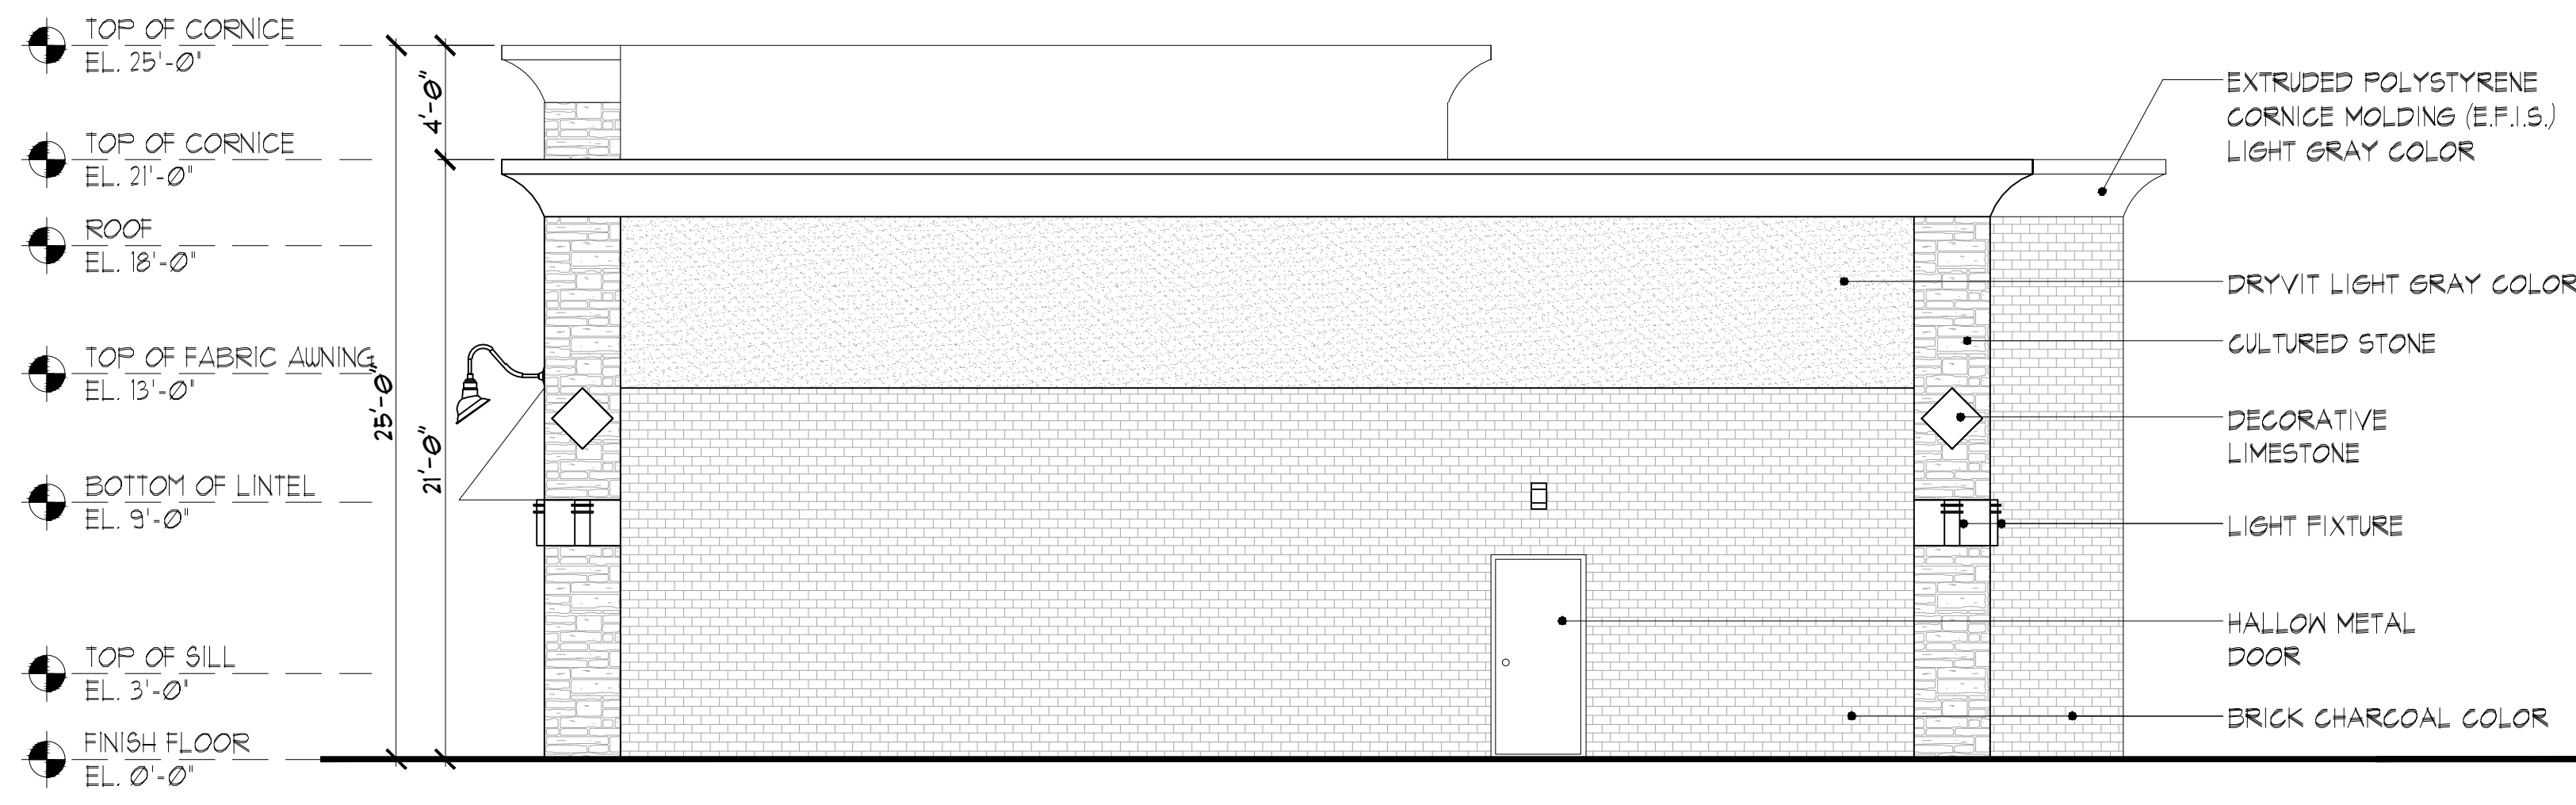 TOP OF CORNICE
EL. 25'-0"
TOP OF CORNICE
EL. 21'-0"
ROOF
EL. 18'-0"
TOP OF FABRIC AWNING
EL. 13'-0"
BOTTOM OF LINTEL
EL. 9'-0"
TOP OF SILL
EL. 3'-0"
FINISH FLOOR
EL. 0'-0"
25'-0"
4'-0"
21'-0"
EXTRUDED POLYSTYRENE
CORNICE MOLDING (E.F.I.S.)
LIGHT GRAY COLOR
DRYVIT LIGHT GRAY COLOR
CULTURED STONE
DECORATIVE
LIMESTONE
LIGHT FIXTURE
HALLOW METAL
DOOR
BRICK CHARCOAL COLOR